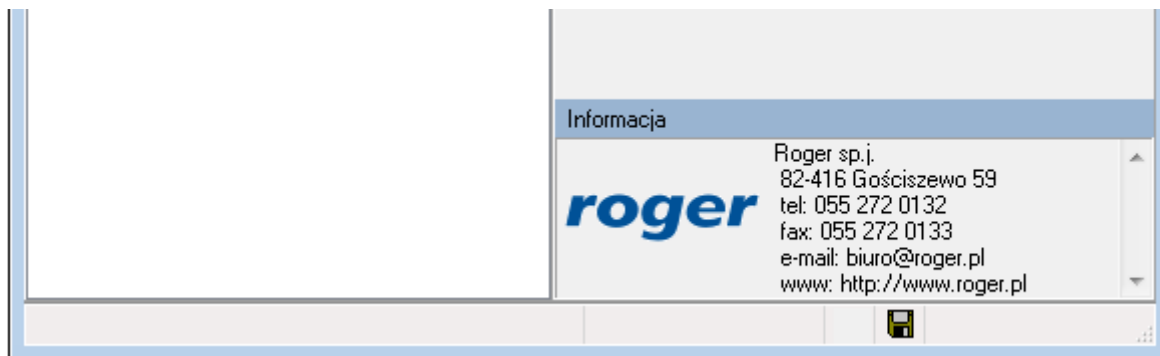 Informacja
roger
Roger sp.j.
82-416 Gościszewo 59
tel: 055 272 0132
fax: 055 272 0133
e-mail: biuro@roger.pl
www: http://www.roger.pl